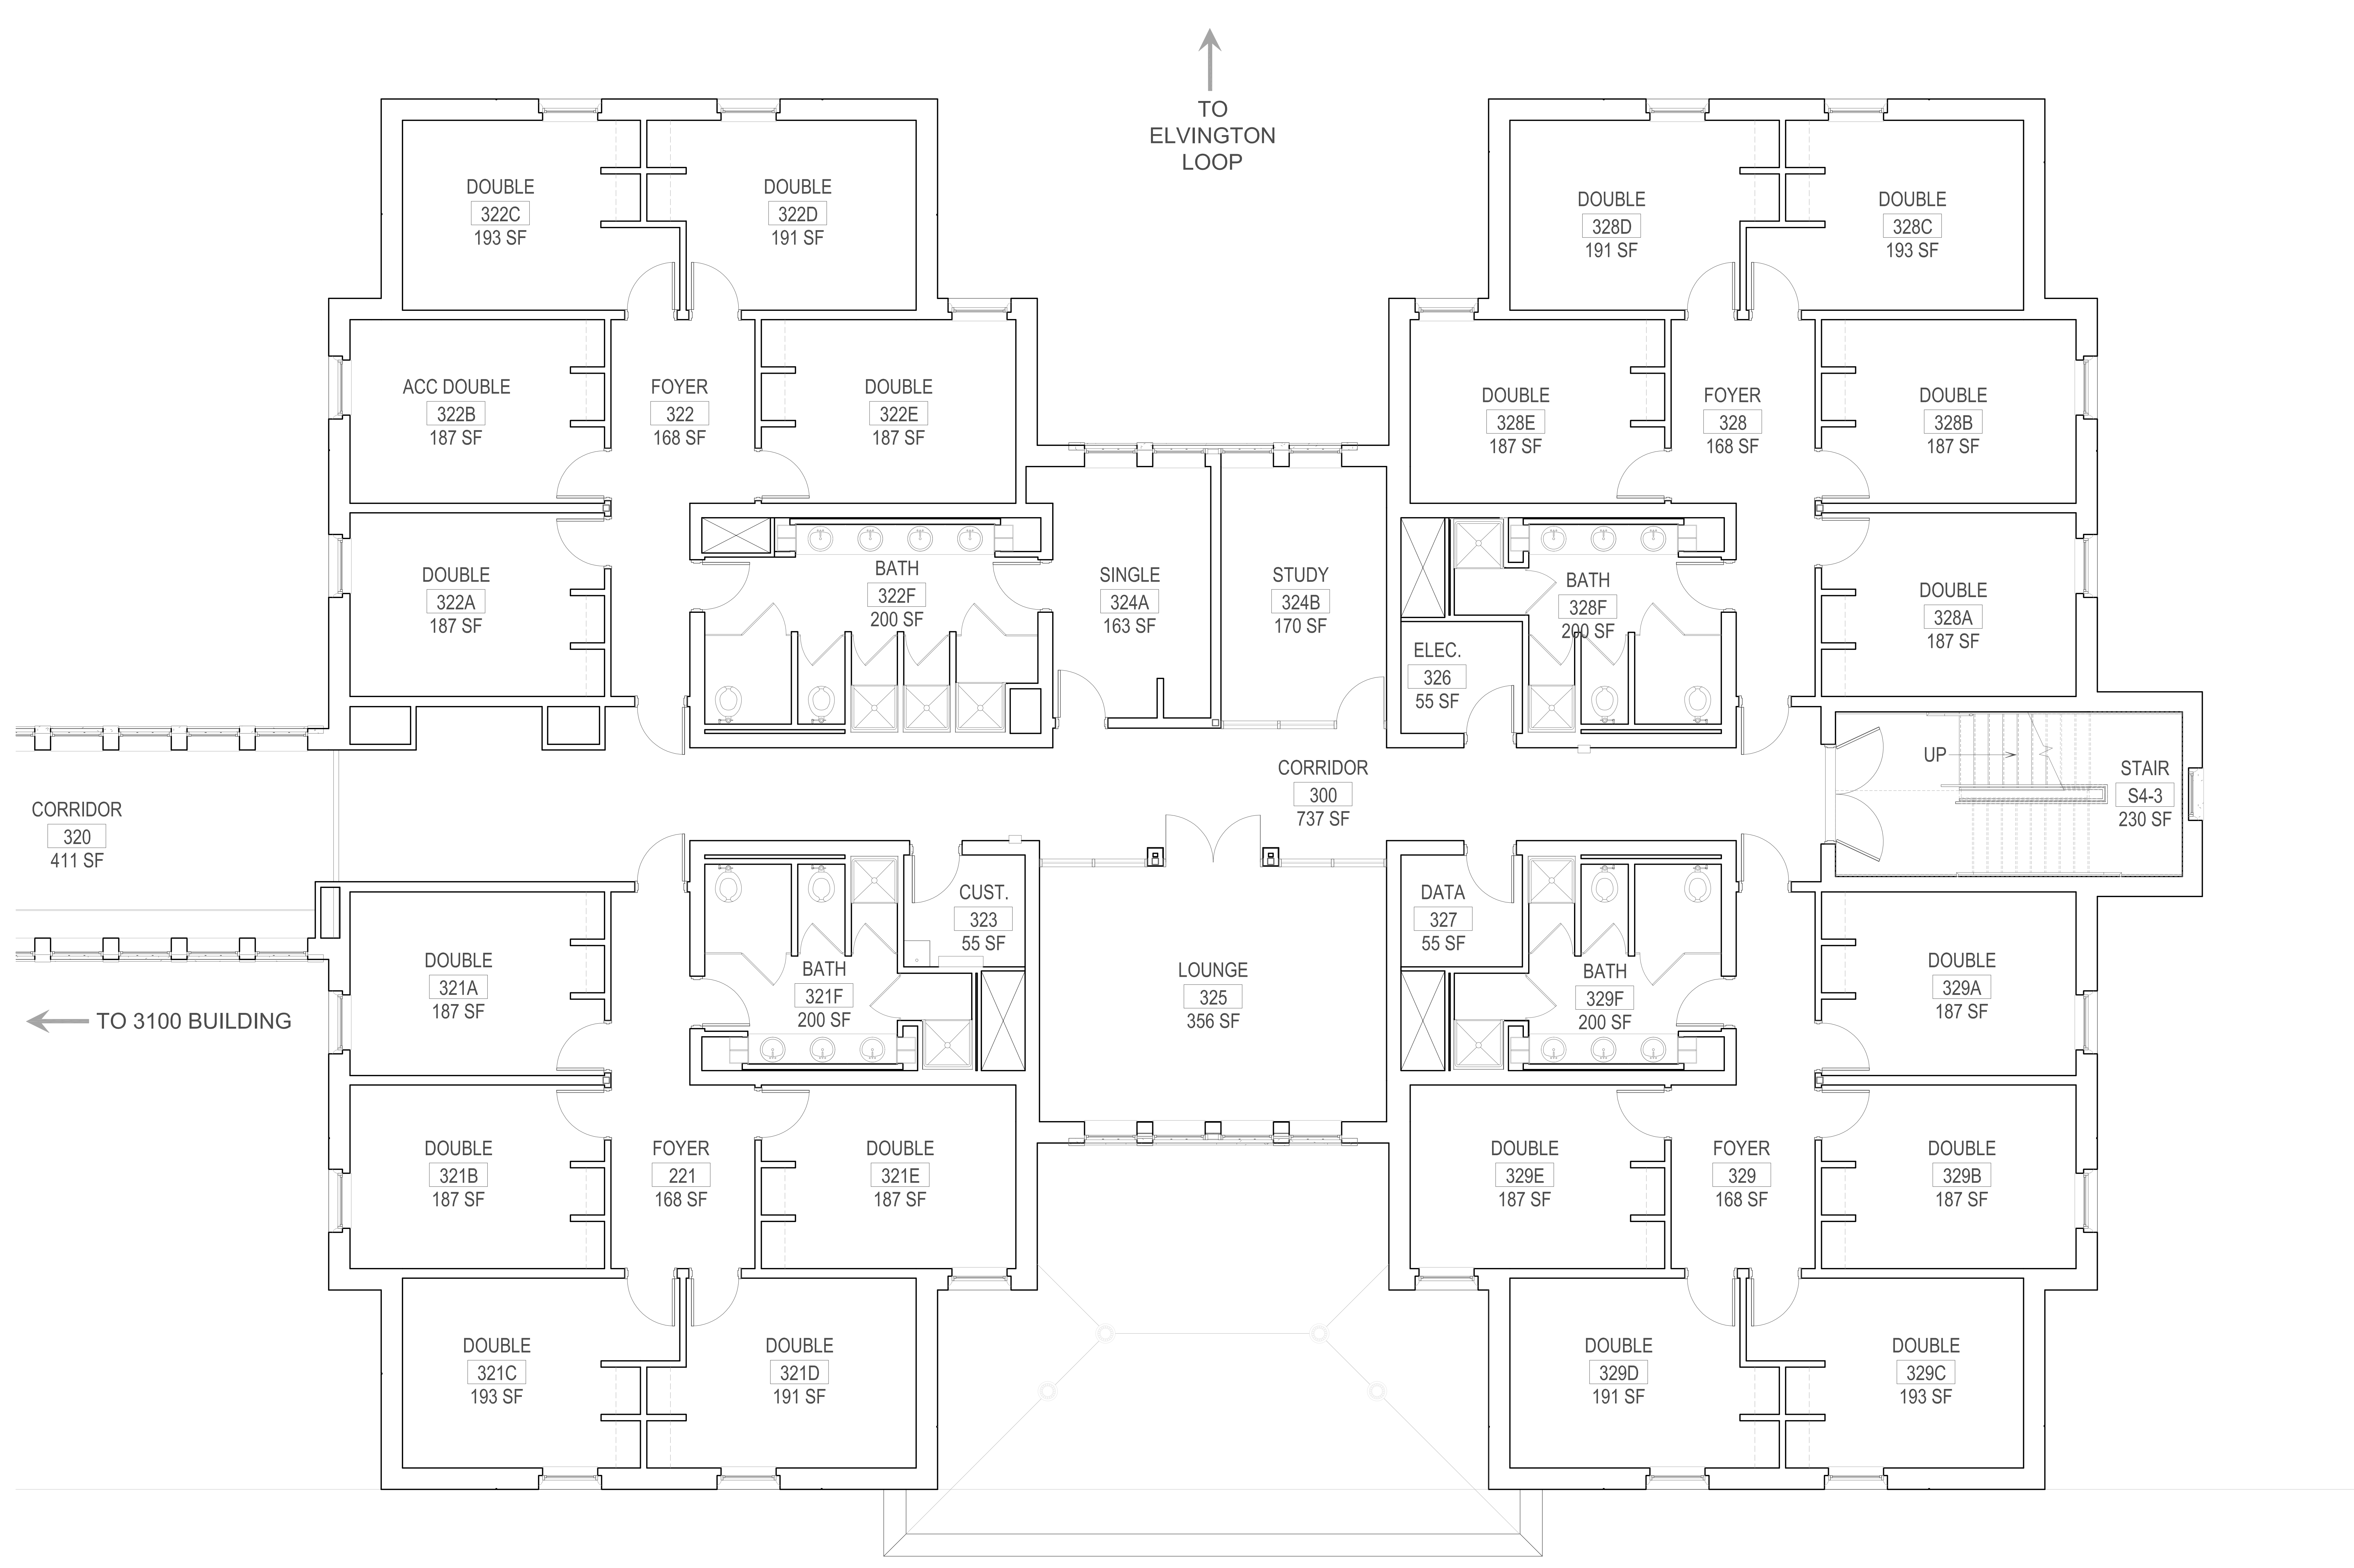 TO
ELVINGTON
LOOP
DOUBLE
322C
193 SF
DOUBLE
322D
191 SF
DOUBLE
328D
191 SF
DOUBLE
328C
193 SF
ACC DOUBLE
322B
187 SF
FOYER
322
168 SF
DOUBLE
322E
187 SF
DOUBLE
328E
187 SF
FOYER
328
168 SF
DOUBLE
328B
187 SF
DOUBLE
322A
187 SF
BATH
322F
200 SF
SINGLE
324A
163 SF
STUDY
324B
170 SF
BATH
328F
200 SF
DOUBLE
328A
187 SF
ELEC.
326
55 SF
CORRIDOR
320
411 SF
CORRIDOR
300
737 SF
UP
STAIR
S4-3
230 SF
CUST.
323
55 SF
DATA
327
55 SF
DOUBLE
321A
187 SF
BATH
321F
200 SF
LOUNGE
325
356 SF
BATH
329F
200 SF
DOUBLE
329A
187 SF
TO 3100 BUILDING
DOUBLE
321B
187 SF
FOYER
221
168 SF
DOUBLE
321E
187 SF
DOUBLE
329E
187 SF
FOYER
329
168 SF
DOUBLE
329B
187 SF
DOUBLE
321C
193 SF
DOUBLE
321D
191 SF
DOUBLE
329D
191 SF
DOUBLE
329C
193 SF